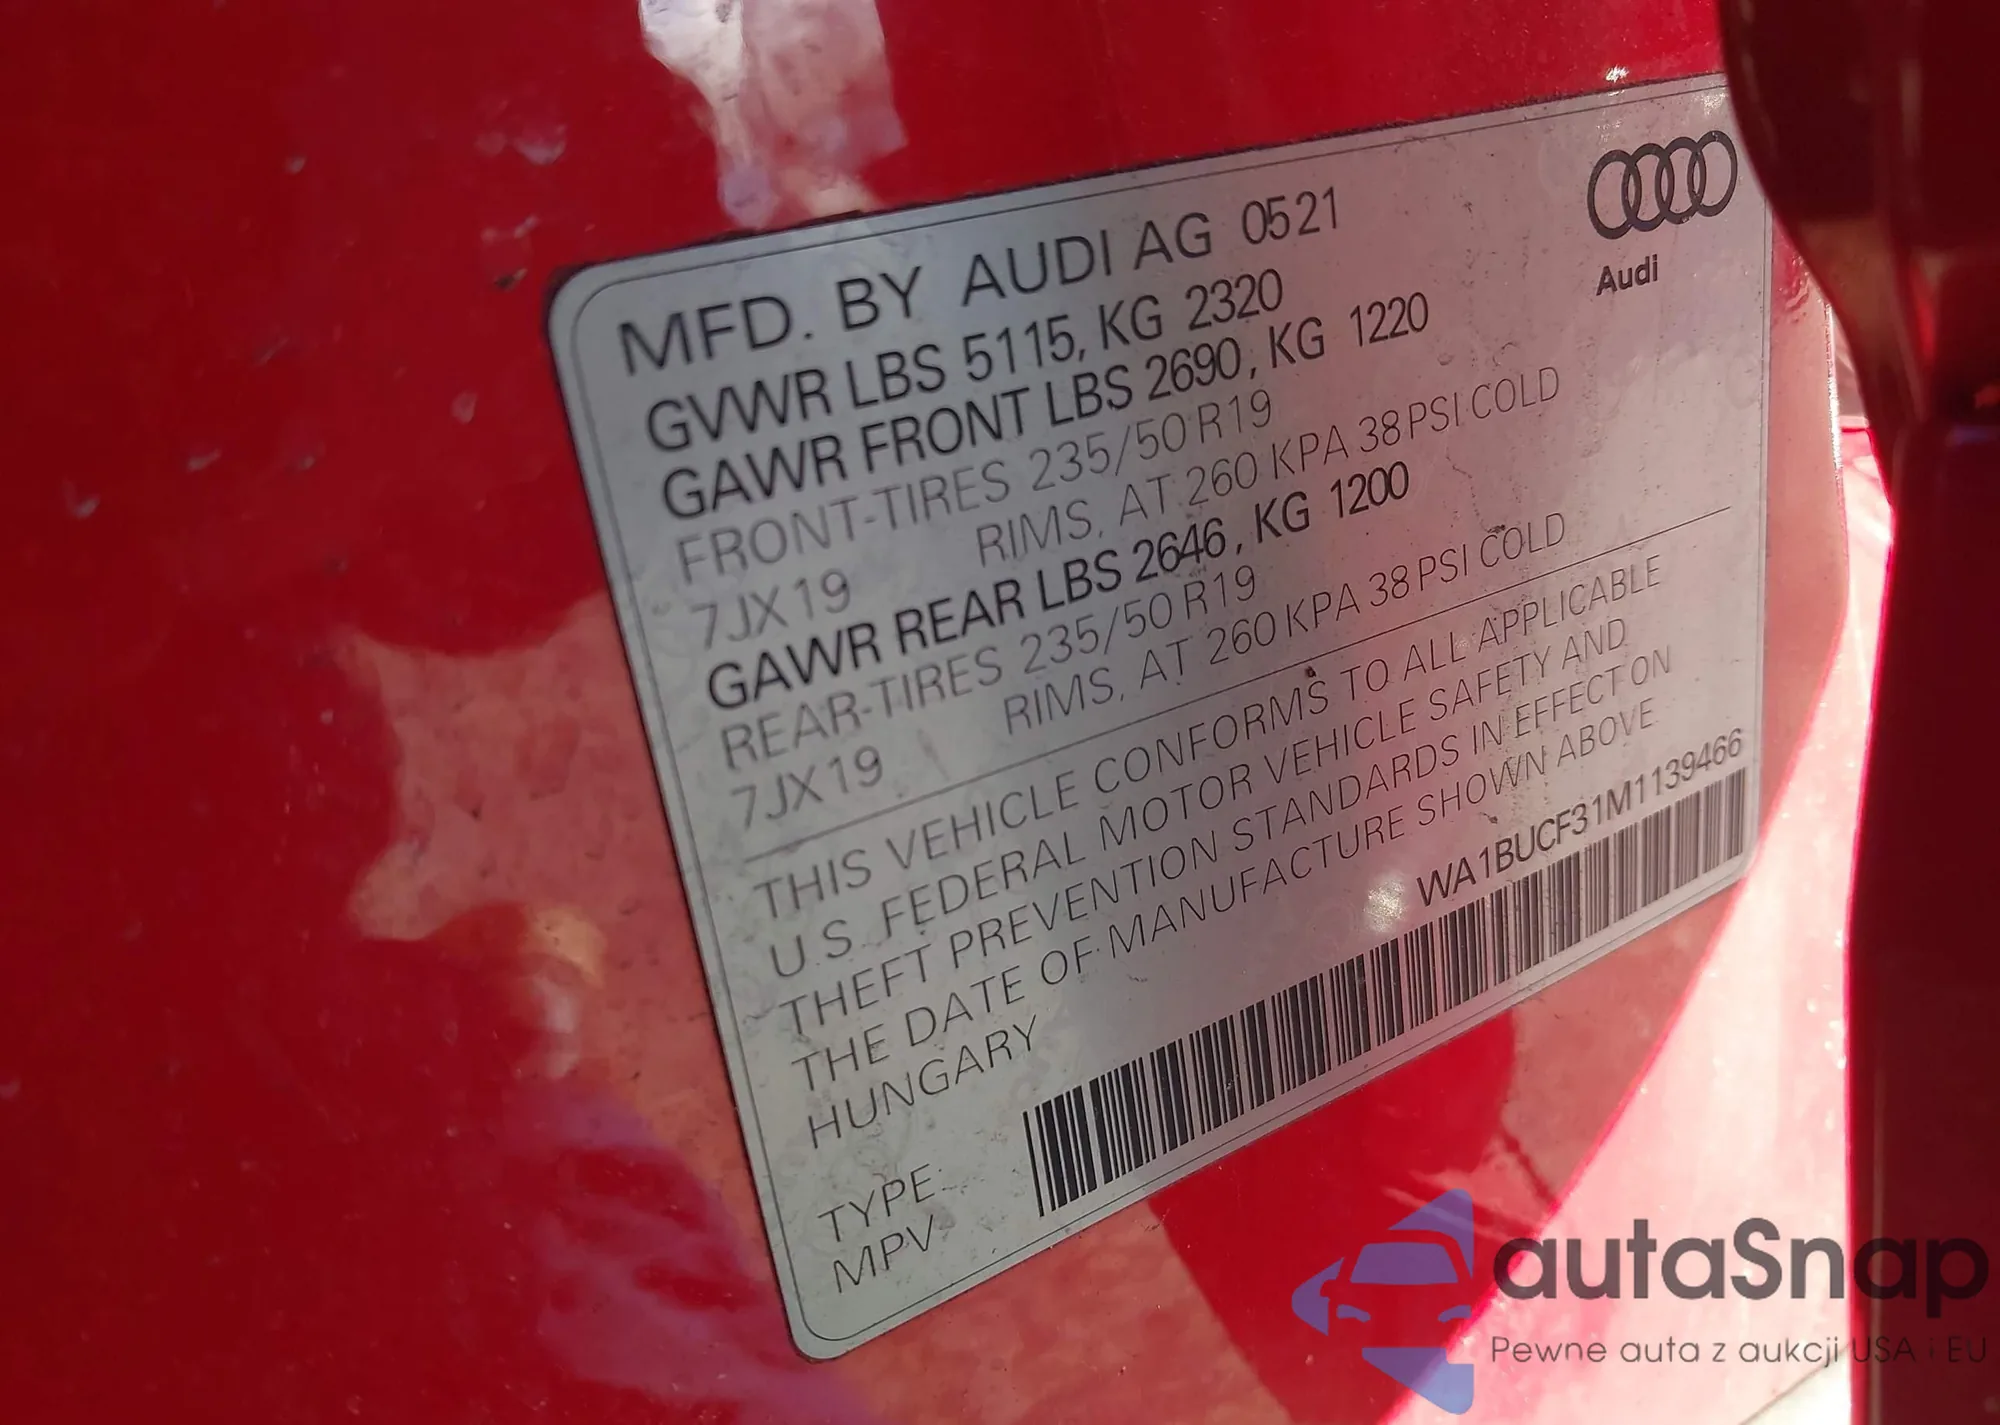 MFD. BY AUDI AG 0521
Audi
GVWR LBS 5115, KG 2320
GAWR FRONT LBS 2690, KG 1220
FRONT-TIRES 235/50 R19
7JX19 RIMS, AT 260 KPA 38 PSI COLD
GAWR REAR LBS 2646, KG 1200
REAR-TIRES 235/50 R19
7JX19 RIMS, AT 260 KPA 38 PSI COLD
THIS VEHICLE CONFORMS TO ALL APPLICABLE
U.S. FEDERAL MOTOR VEHICLE SAFETY AND
THEFT PREVENTION STANDARDS IN EFFECT ON
THE DATE OF MANUFACTURE SHOWN ABOVE
HUNGARY
WA1BUCF31M1139466
TYPE:
MPV
autaSnap
Pewne auta z aukcji USA i EU